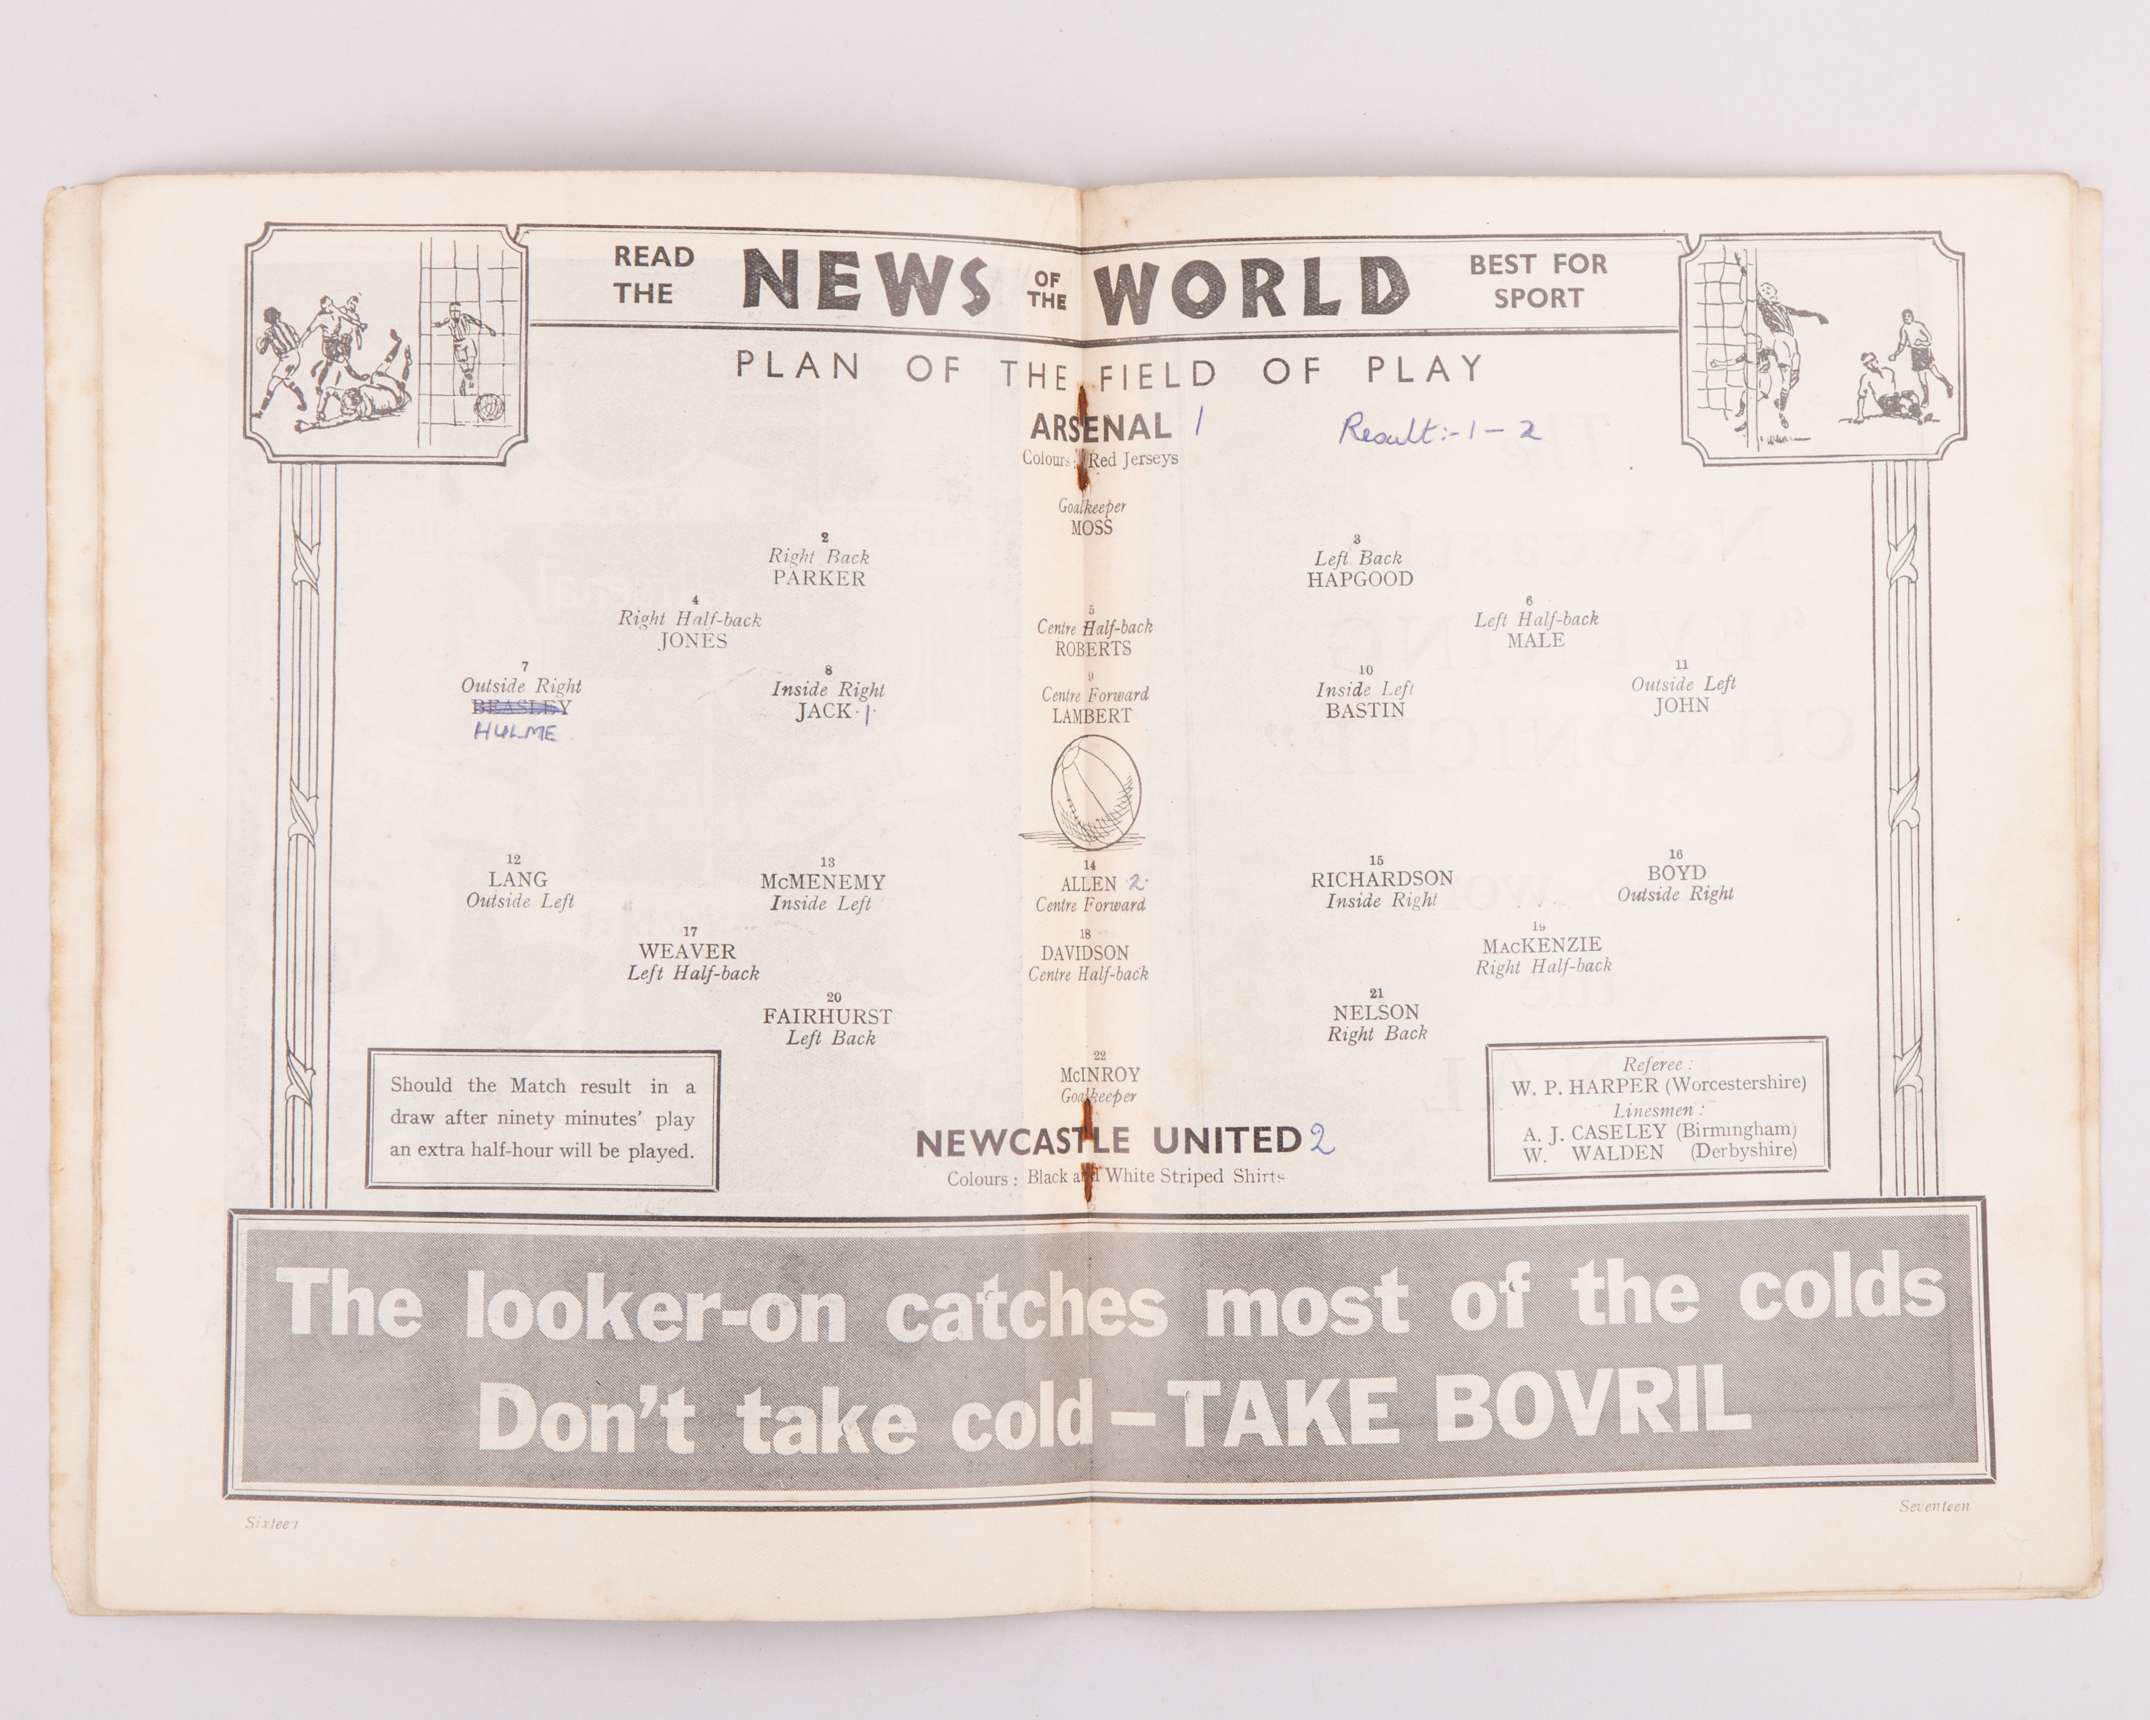 READ THE NEWS OF THE WORLD BEST FOR SPORT
PLAN OF THE FIELD OF PLAY
ARSENAL 1
Result:- 1 - 2
Colours: Red Jerseys
Goalkeeper
MOSS
2
Right Back
PARKER
3
Left Back
HAPGOOD
4
Right Half-back
JONES
5
Centre Half-back
ROBERTS
6
Left Half-back
MALE
7
Outside Right
BEASLEY
HULME
8
Inside Right
JACK 1
9
Centre Forward
LAMBERT
10
Inside Left
BASTIN
11
Outside Left
JOHN
12
LANG
Outside Left
13
McMENEMY
Inside Left
14
ALLEN 2
Centre Forward
15
RICHARDSON
Inside Right
16
BOYD
Outside Right
17
WEAVER
Left Half-back
18
DAVIDSON
Centre Half-back
19
MacKENZIE
Right Half-back
20
FAIRHURST
Left Back
21
NELSON
Right Back
22
McINROY
Goalkeeper
NEWCASTLE UNITED 2
Colours: Black and White Striped Shirts
Should the Match result in a
draw after ninety minutes' play
an extra half-hour will be played.
Referee:
W. P. HARPER (Worcestershire)
Linesmen:
A. J. CASELEY (Birmingham)
W. WALDEN (Derbyshire)
The looker-on catches most of the colds
Don't take cold – TAKE BOVRIL
Sixteen
Seventeen